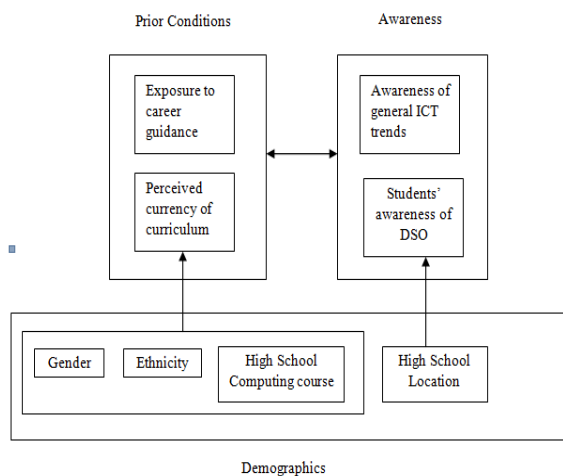 Prior Conditions
Awareness
Exposure to
career
guidance
Awareness of
general ICT
trends
Perceived
currency of
curriculum
Students’
awareness of
DSO
Gender
Ethnicity
High School
Computing course
High School
Location
Demographics